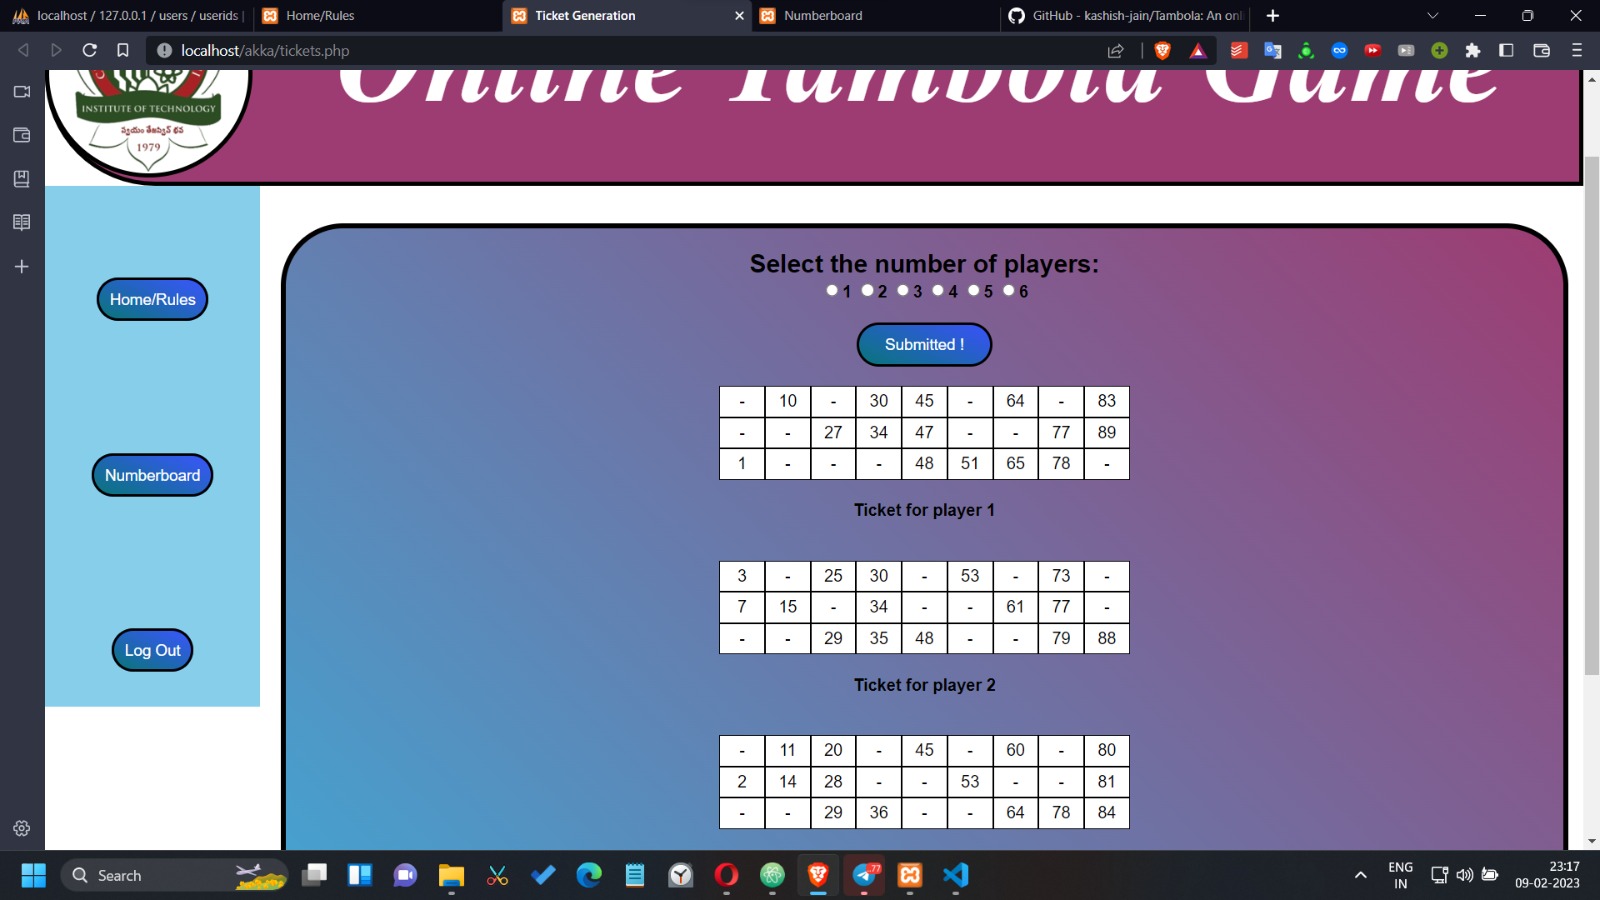 localhost / 127.0.0.1 / users / userids |
Home/Rules
Ticket Generation
Numberboard
GitHub - kashish-jain/Tambola: An onl
localhost/akka/tickets.php
Online Tambola Game
INSTITUTE OF TECHNOLOGY
స్వయం తేజస్విన్ భవ
1979
Home/Rules
Numberboard
Log Out
Select the number of players:
1 2 3 4 5 6
Submitted !
- 10 - 30 45 - 64 - 83
- - 27 34 47 - - 77 89
1 - - - 48 51 65 78 -
Ticket for player 1
3 - 25 30 - 53 - 73 -
7 15 - 34 - - 61 77 -
- - 29 35 48 - - 79 88
Ticket for player 2
- 11 20 - 45 - 60 - 80
2 14 28 - - 53 - - 81
- - 29 36 - - 64 78 84
Search
77
ENG
IN
23:17
09-02-2023